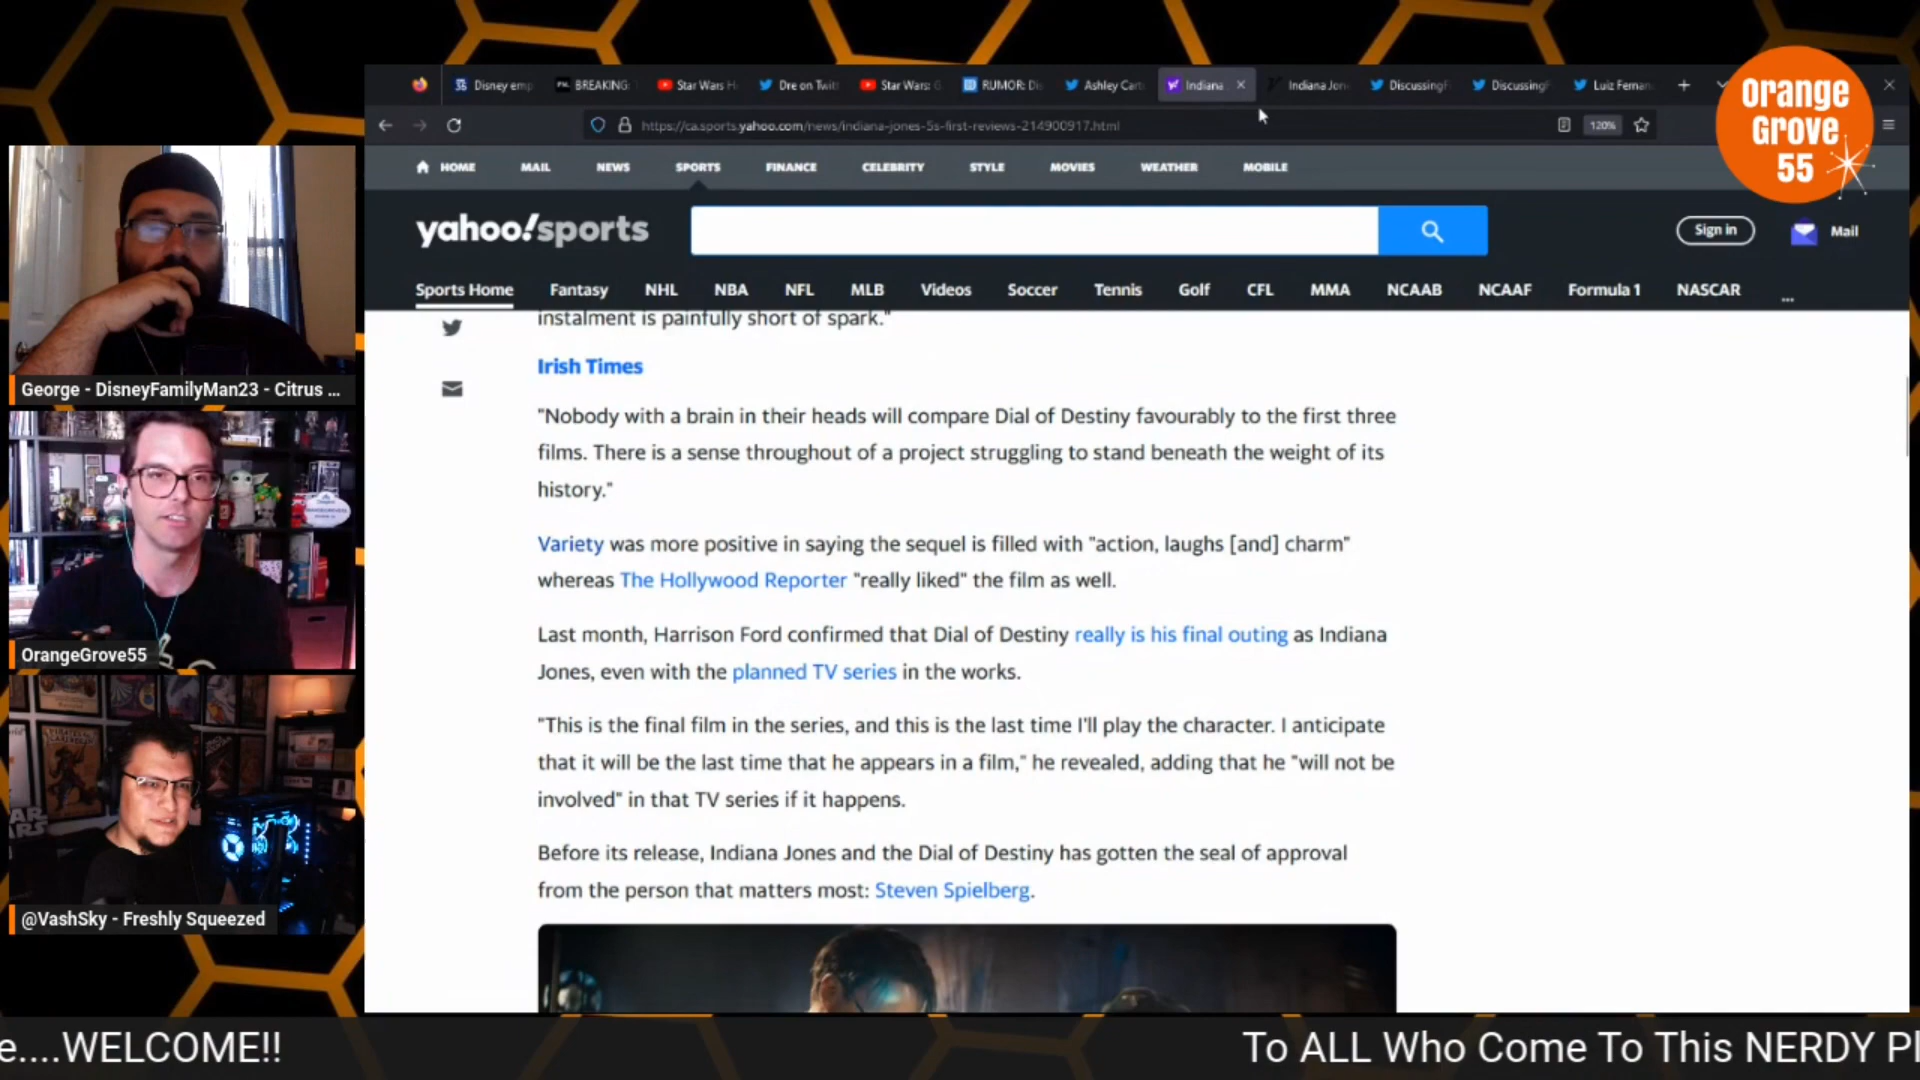 Disney emp
BREAKING:
Star Wars H
Dre on Twit
Star Wars: G
RUMOR: Di
Ashley Cart
Indiana
Indiana Jon
DiscussingF
DiscussingF
Luiz Fernan
https://ca.sports.yahoo.com/news/indiana-jones-5s-first-reviews-214900917.html
120%
Orange
Grove
55
HOME
MAIL
NEWS
SPORTS
FINANCE
CELEBRITY
STYLE
MOVIES
WEATHER
MOBILE
yahoo!sports
Sign in
Mail
Sports Home
Fantasy
NHL
NBA
NFL
MLB
Videos
Soccer
Tennis
Golf
CFL
MMA
NCAAB
NCAAF
Formula 1
NASCAR
...
instalment is painfully short of spark."
Irish Times
"Nobody with a brain in their heads will compare Dial of Destiny favourably to the first three
films. There is a sense throughout of a project struggling to stand beneath the weight of its
history."
Variety was more positive in saying the sequel is filled with "action, laughs [and] charm"
whereas The Hollywood Reporter "really liked" the film as well.
Last month, Harrison Ford confirmed that Dial of Destiny really is his final outing as Indiana
Jones, even with the planned TV series in the works.
"This is the final film in the series, and this is the last time I'll play the character. I anticipate
that it will be the last time that he appears in a film," he revealed, adding that he "will not be
involved" in that TV series if it happens.
Before its release, Indiana Jones and the Dial of Destiny has gotten the seal of approval
from the person that matters most: Steven Spielberg.
George - DisneyFamilyMan23 - Citrus ...
OrangeGrove55
@VashSky - Freshly Squeezed
e....WELCOME!!
To ALL Who Come To This NERDY Pl